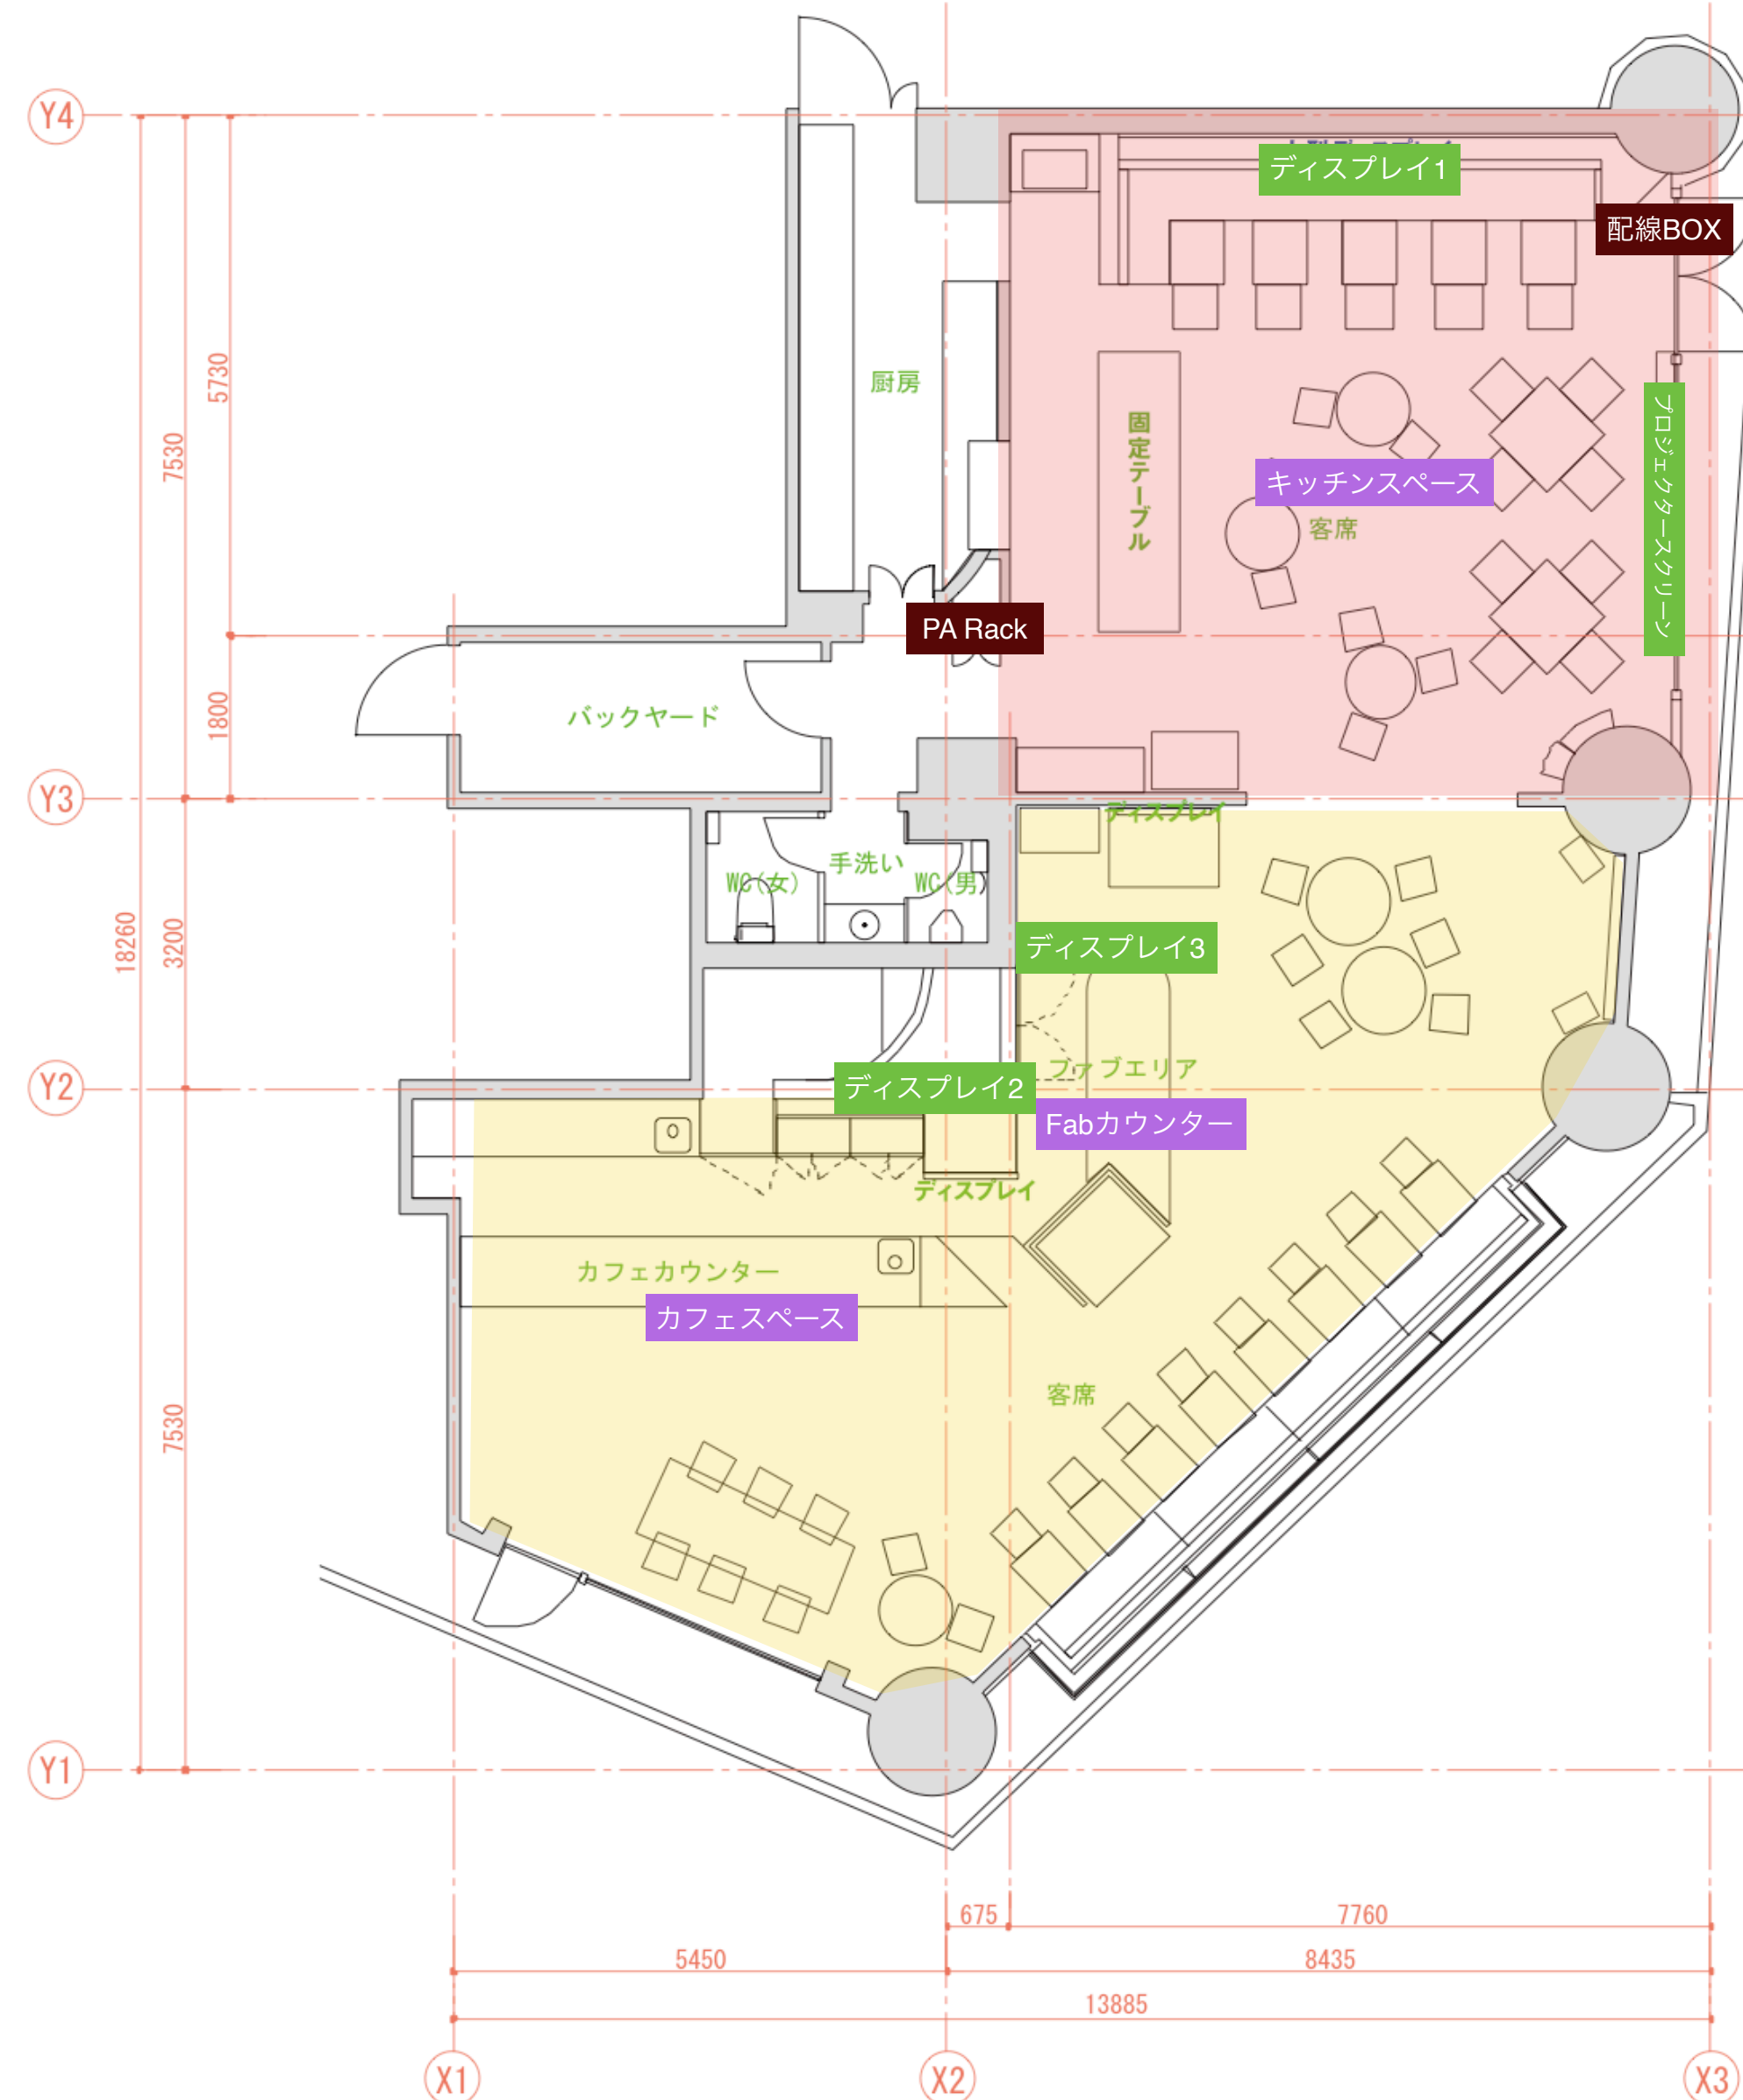 Y4
ディスプレイ1
配線BOX
5730
7530
厨房
固定テーブル
キッチンスペース
客席
プロジェクタースクリーン
PA Rack
1800
バックヤード
Y3
ディスプレイ
手洗い
WC(女)
WC(男)
18260
3200
ディスプレイ3
ファブエリア
Y2
ディスプレイ2
Fabカウンター
ディスプレイ
カフェカウンター
カフェスペース
客席
7530
Y1
675
7760
5450
8435
13885
X1
X2
X3